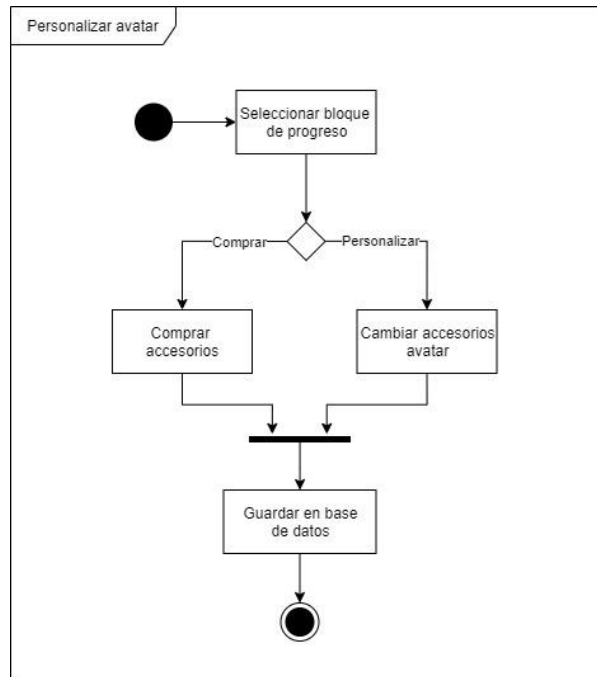 Personalizar avatar
Seleccionar bloque
de progreso
Comprar
Personalizar
Comprar
accesorios
Cambiar accesorios
avatar
Guardar en base
de datos